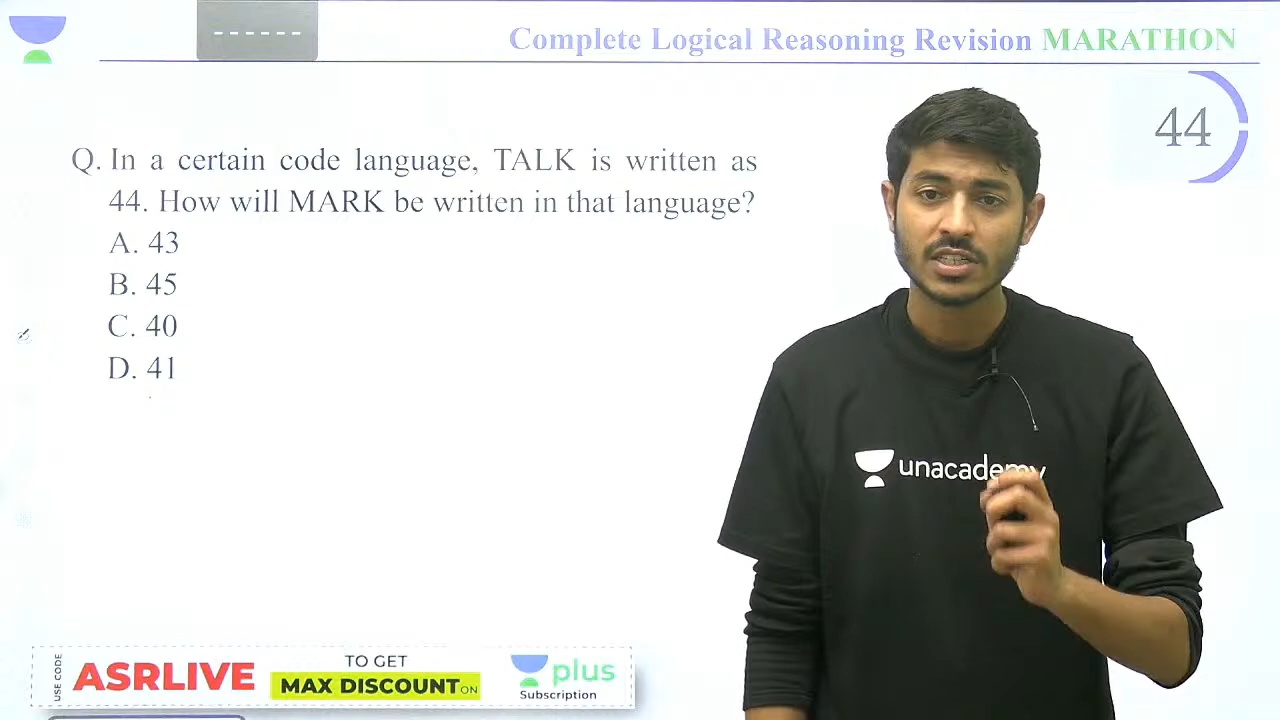 ------
Complete Logical Reasoning Revision MARATHON
44
Q. In a certain code language, TALK is written as
44. How will MARK be written in that language?
A. 43
B. 45
C. 40
D. 41
unacademy
USE CODE
ASRLIVE
TO GET
MAX DISCOUNT ON
plus
Subscription